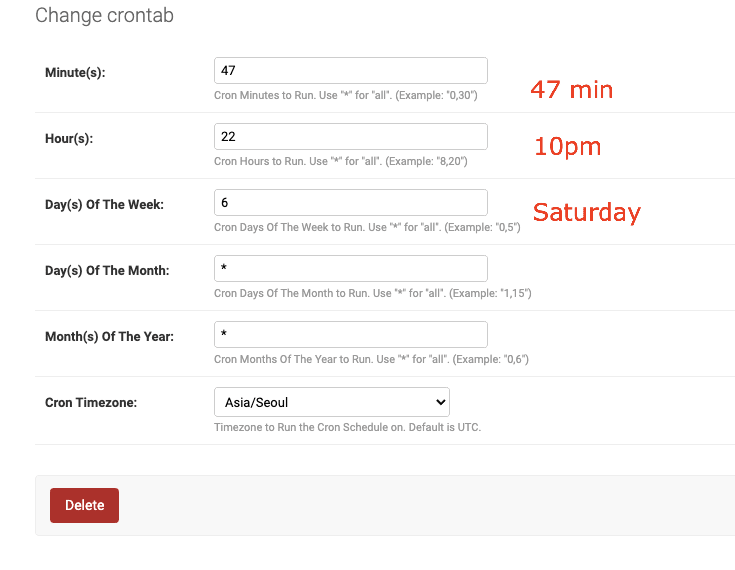 Change crontab
Minute(s):
47
Cron Minutes to Run. Use "*" for "all". (Example: "0,30")
47 min
Hour(s):
22
Cron Hours to Run. Use "*" for "all". (Example: "8,20")
10pm
Day(s) Of The Week:
6
Cron Days Of The Week to Run. Use "*" for "all". (Example: "0,5")
Saturday
Day(s) Of The Month:
*
Cron Days Of The Month to Run. Use "*" for "all". (Example: "1,15")
Month(s) Of The Year:
*
Cron Months Of The Year to Run. Use "*" for "all". (Example: "0,6")
Cron Timezone:
Asia/Seoul
Timezone to Run the Cron Schedule on. Default is UTC.
Delete